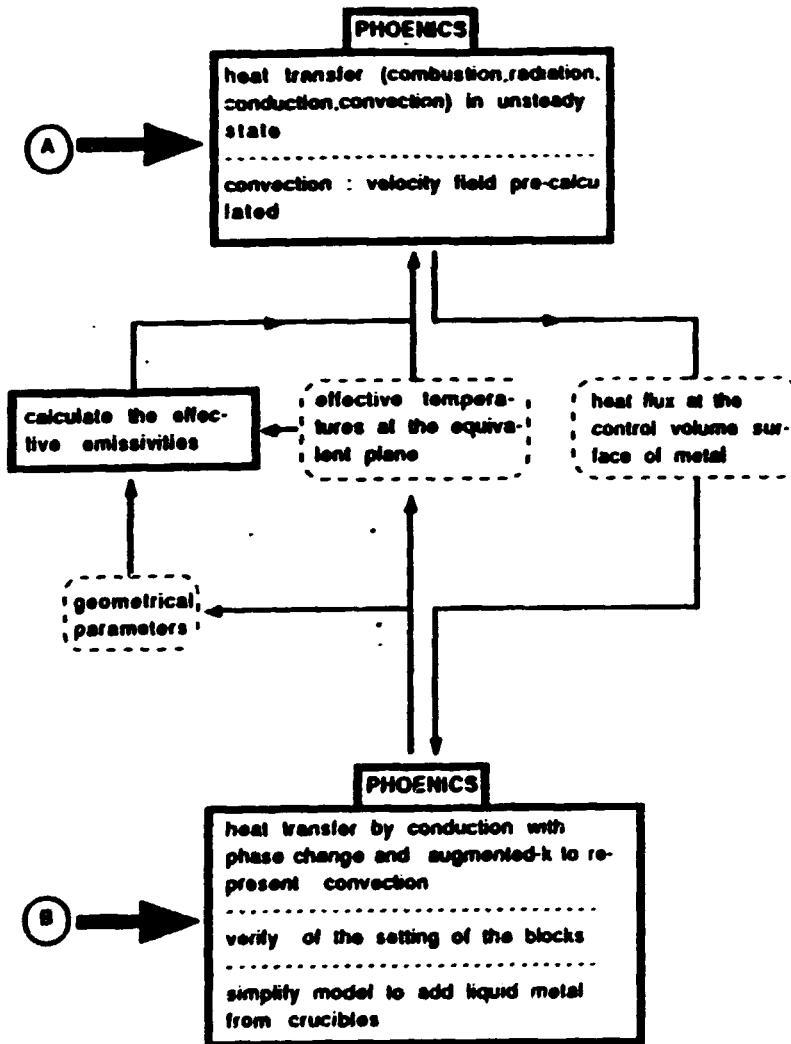 PHOENICS
heat transfer (combustion,radiation,
conduction,convection) in unsteady
state
convection : velocity field pre-calcu
lated
A
calculate the effec-
tive emissivities
effective tempera-
tures at the equiva-
lent plane
heat flux at the
control volume sur-
face of metal
geometrical
parameters
PHOENICS
heat transfer by conduction with
phase change and augmented-k to re-
present convection
verify of the setting of the blocks
simplify model to add liquid metal
from crucibles
B